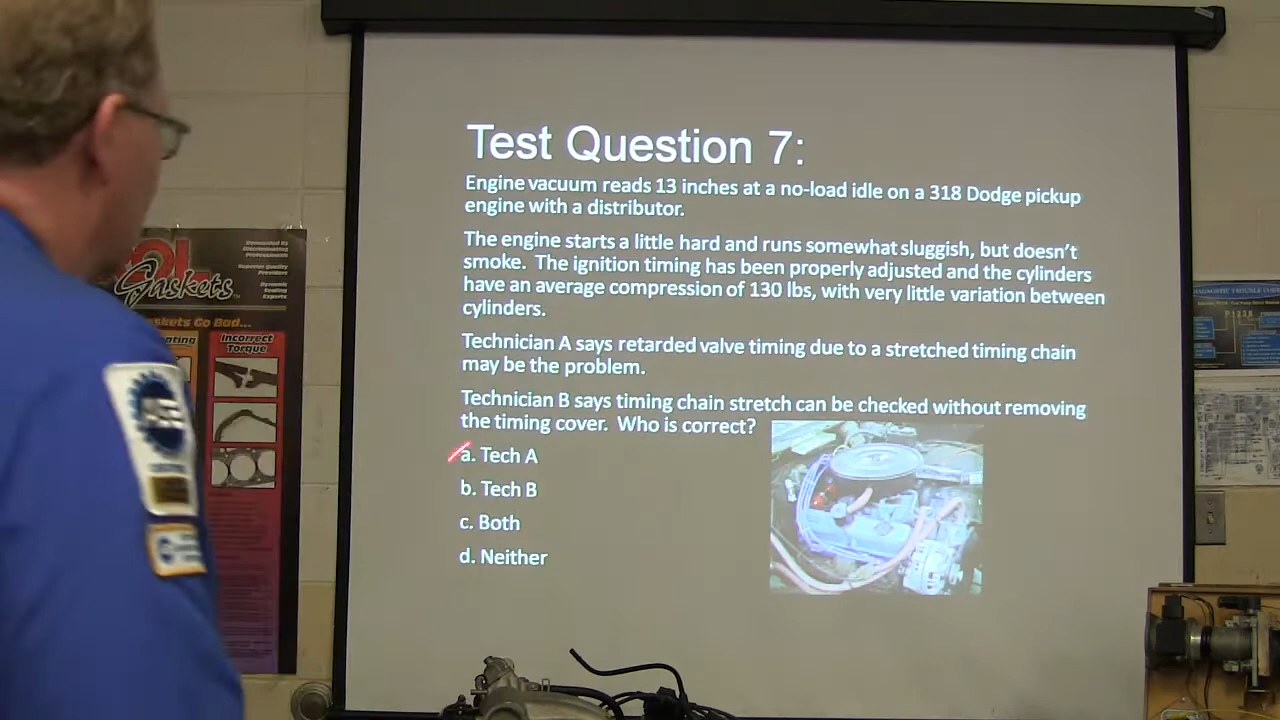 Test Question 7:
Engine vacuum reads 13 inches at a no-load idle on a 318 Dodge pickup
engine with a distributor.
The engine starts a little hard and runs somewhat sluggish, but doesn't
smoke. The ignition timing has been properly adjusted and the cylinders
have an average compression of 130 lbs, with very little variation between
cylinders.
Technician A says retarded valve timing due to a stretched timing chain
may be the problem.
Technician B says timing chain stretch can be checked without removing
the timing cover. Who is correct?
a. Tech A
b. Tech B
c. Both
d. Neither
Gaskets
Superior Quality
Incorrect
Torque